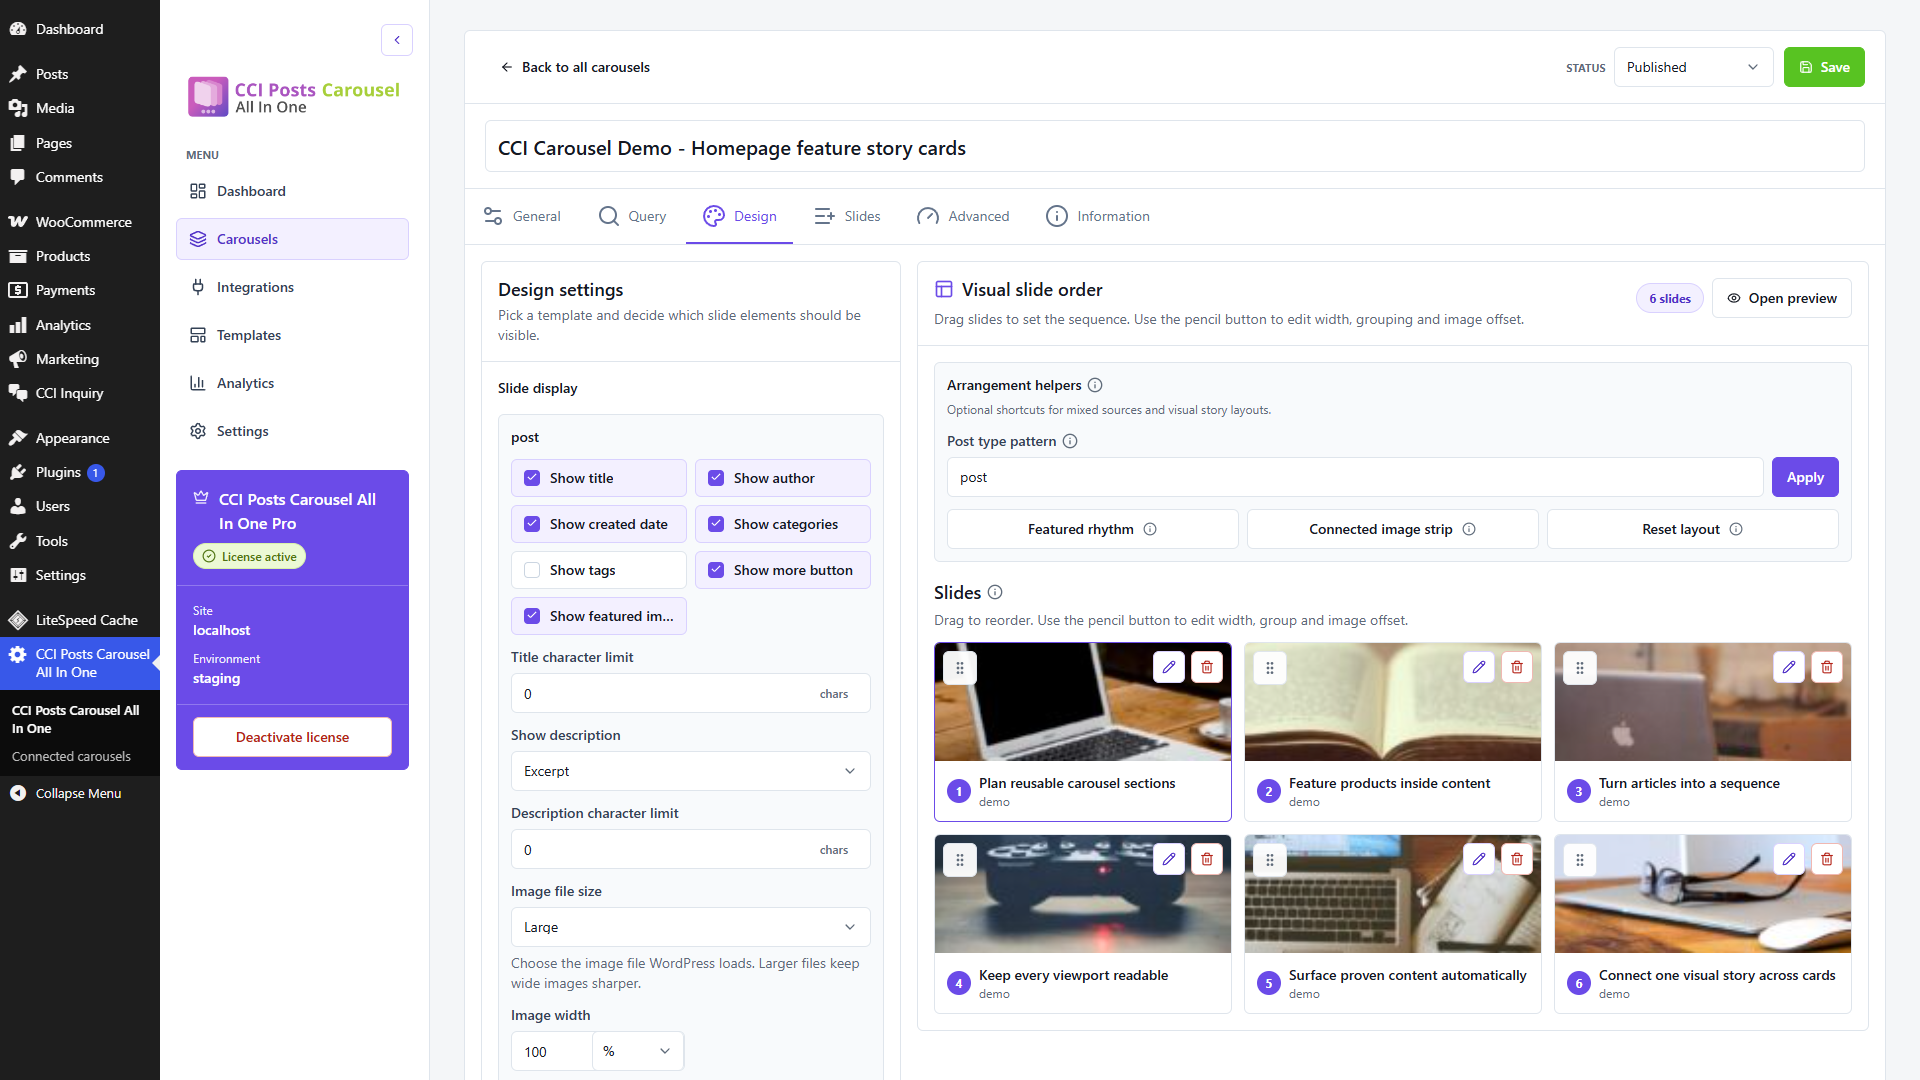 Dashboard
Posts
Media
Pages
Comments
WooCommerce
Products
Payments
Analytics
Marketing
CCI Inquiry
Appearance
Plugins 1
Users
Tools
Settings
LiteSpeed Cache
CCI Posts Carousel
All In One
CCI Posts Carousel All
In One
Connected carousels
Collapse Menu
CCI Posts Carousel
All In One
MENU
Dashboard
Carousels
Integrations
Templates
Analytics
Settings
CCI Posts Carousel All
In One Pro
License active
Site
localhost
Environment
staging
Deactivate license
Back to all carousels
STATUS
Published
Save
CCI Carousel Demo - Homepage feature story cards
General
Query
Design
Slides
Advanced
Information
Design settings
Pick a template and decide which slide elements should be
visible.
Slide display
post
Show title
Show author
Show created date
Show categories
Show tags
Show more button
Show featured im...
Title character limit
0 chars
Show description
Excerpt
Description character limit
0 chars
Image file size
Large
Choose the image file WordPress loads. Larger files keep
wide images sharper.
Image width
100 %
Visual slide order
Drag slides to set the sequence. Use the pencil button to edit width, grouping and image offset.
6 slides
Open preview
Arrangement helpers
Optional shortcuts for mixed sources and visual story layouts.
Post type pattern
post
Apply
Featured rhythm
Connected image strip
Reset layout
Slides
Drag to reorder. Use the pencil button to edit width, group and image offset.
1 Plan reusable carousel sections
demo
2 Feature products inside content
demo
3 Turn articles into a sequence
demo
4 Keep every viewport readable
demo
5 Surface proven content automatically
demo
6 Connect one visual story across cards
demo